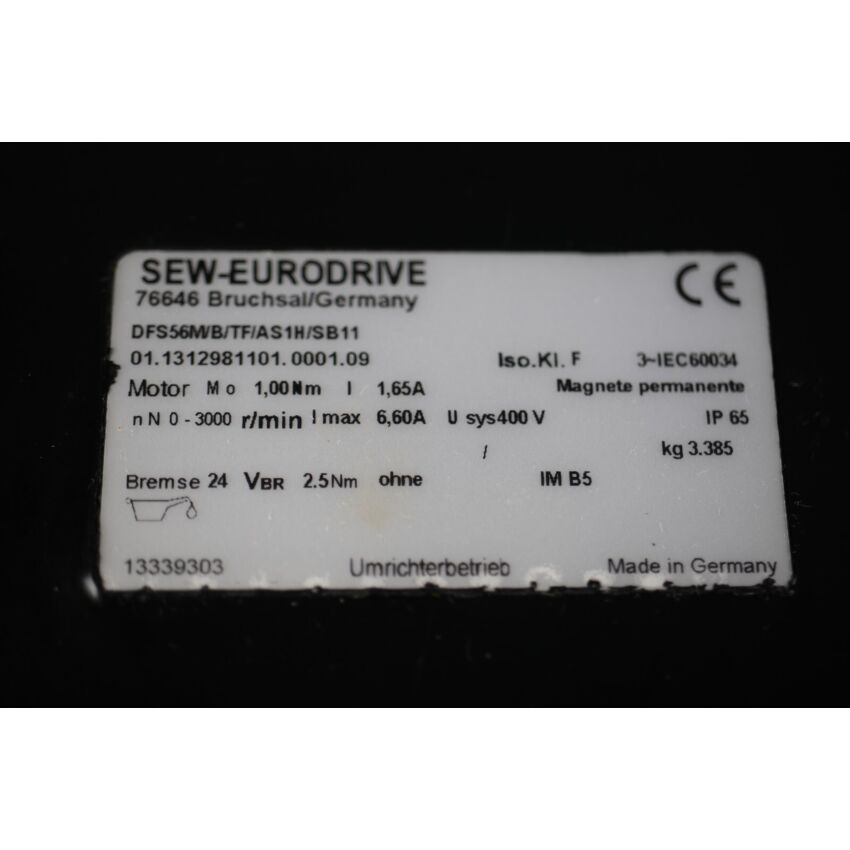 SEW-EURODRIVE CE
76646 Bruchsal/Germany
DFS56M/B/TF/AS1H/SB11
01.1312981101.0001.09 Iso.Kl. F 3~IEC60034
Motor Mo 1,00Nm I 1,65A Magnete permanente
nN 0-3000 r/min I max 6,60A U sys400 V IP 65
/ kg 3.385
Bremse 24 VBR 2.5Nm ohne IM B5
13339303 Umrichterbetrieb Made in Germany